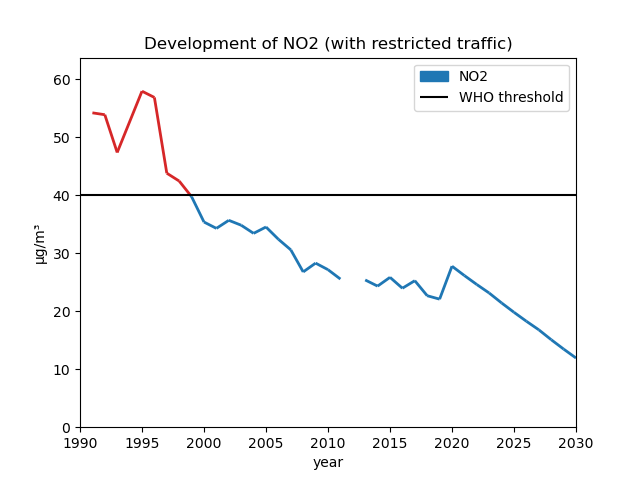 Development of NO2 (with restricted traffic)
NO2
WHO threshold
60
50
40
30
20
10
0
µg/m³
1990 1995 2000 2005 2010 2015 2020 2025 2030
year